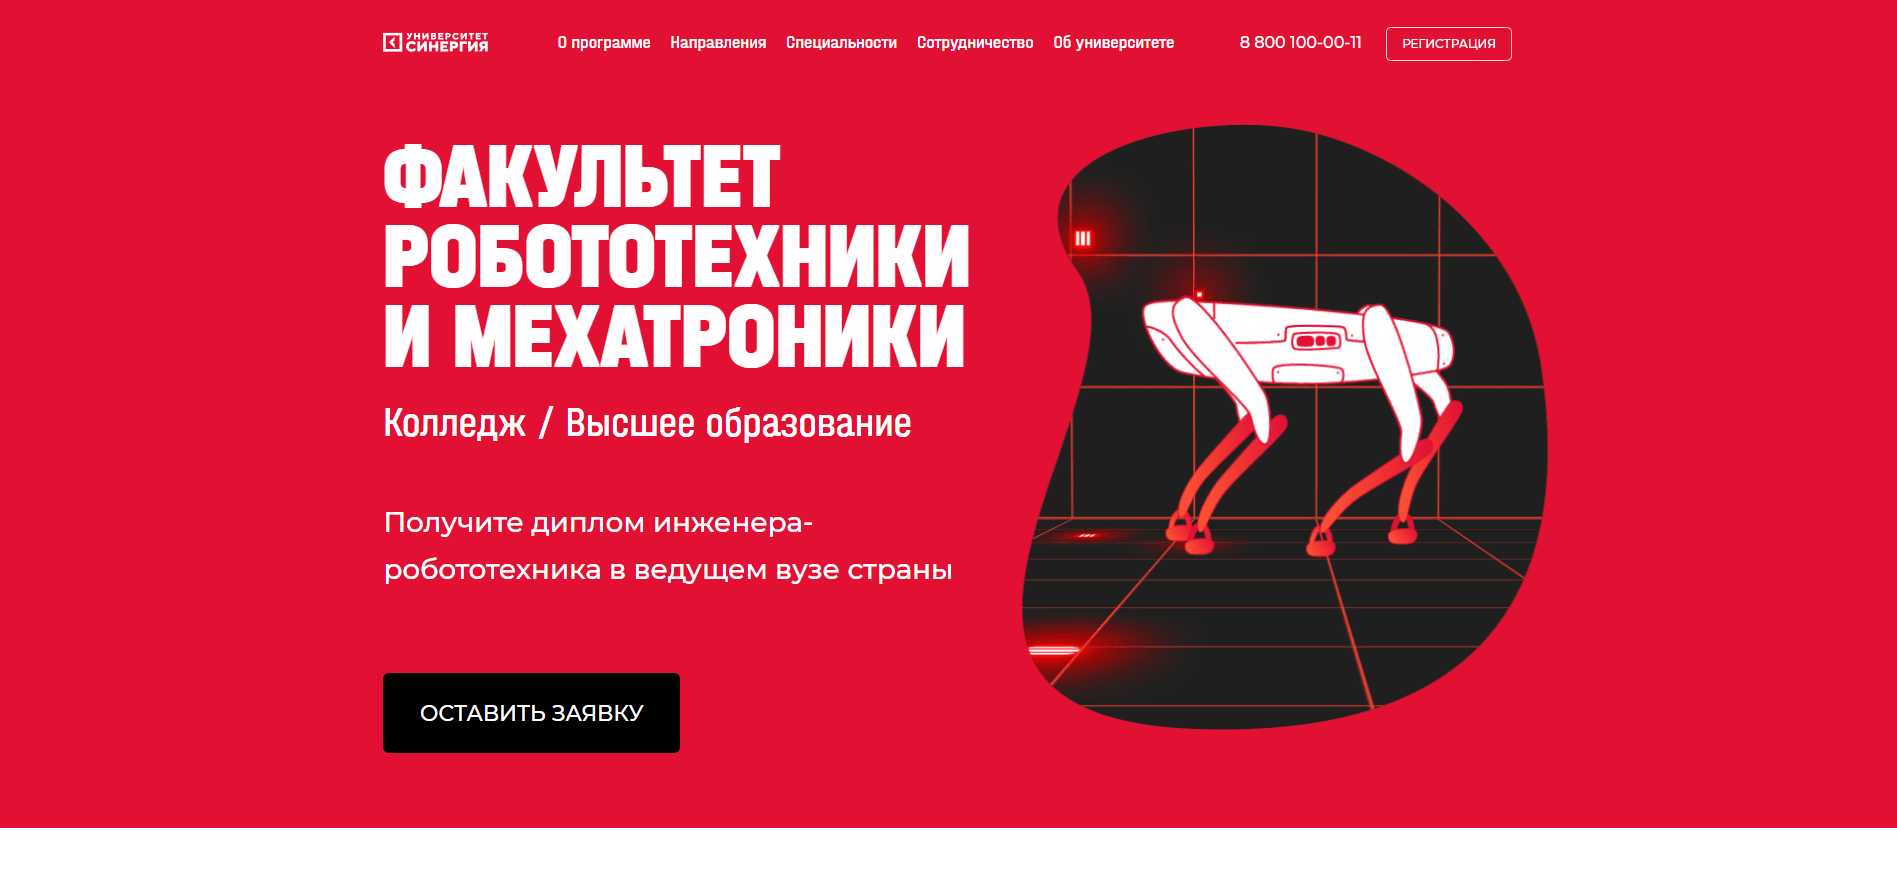 УНИВЕРСИТЕТ
СИНЕРГИЯ
О программе Направления Специальности Сотрудничество Об университете 8 800 100-00-11 РЕГИСТРАЦИЯ
ФАКУЛЬТЕТ
РОБОТОТЕХНИКИ
И МЕХАТРОНИКИ
Колледж / Высшее образование
Получите диплом инженера-
робототехника в ведущем вузе страны
ОСТАВИТЬ ЗАЯВКУ